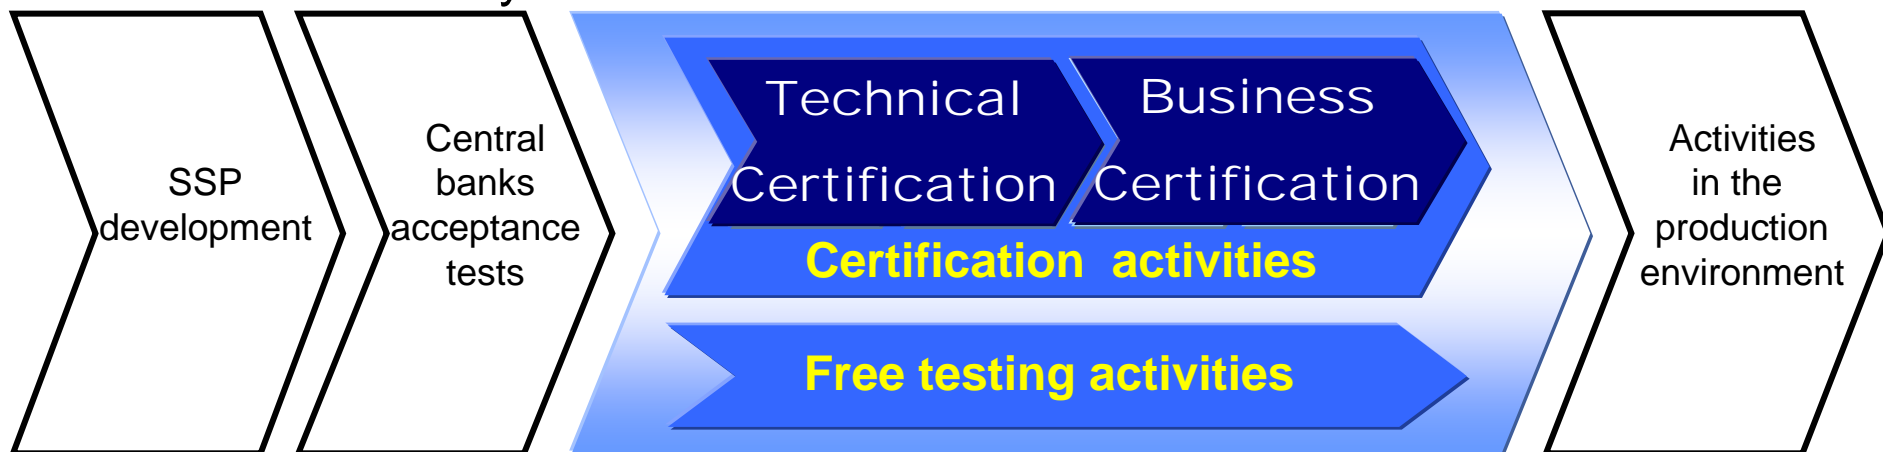 SSP
development
Central
banks
acceptance
tests
Technical
Certification
Business
Certification
Certification activities
Free testing activities
Activities
in the
production
environment